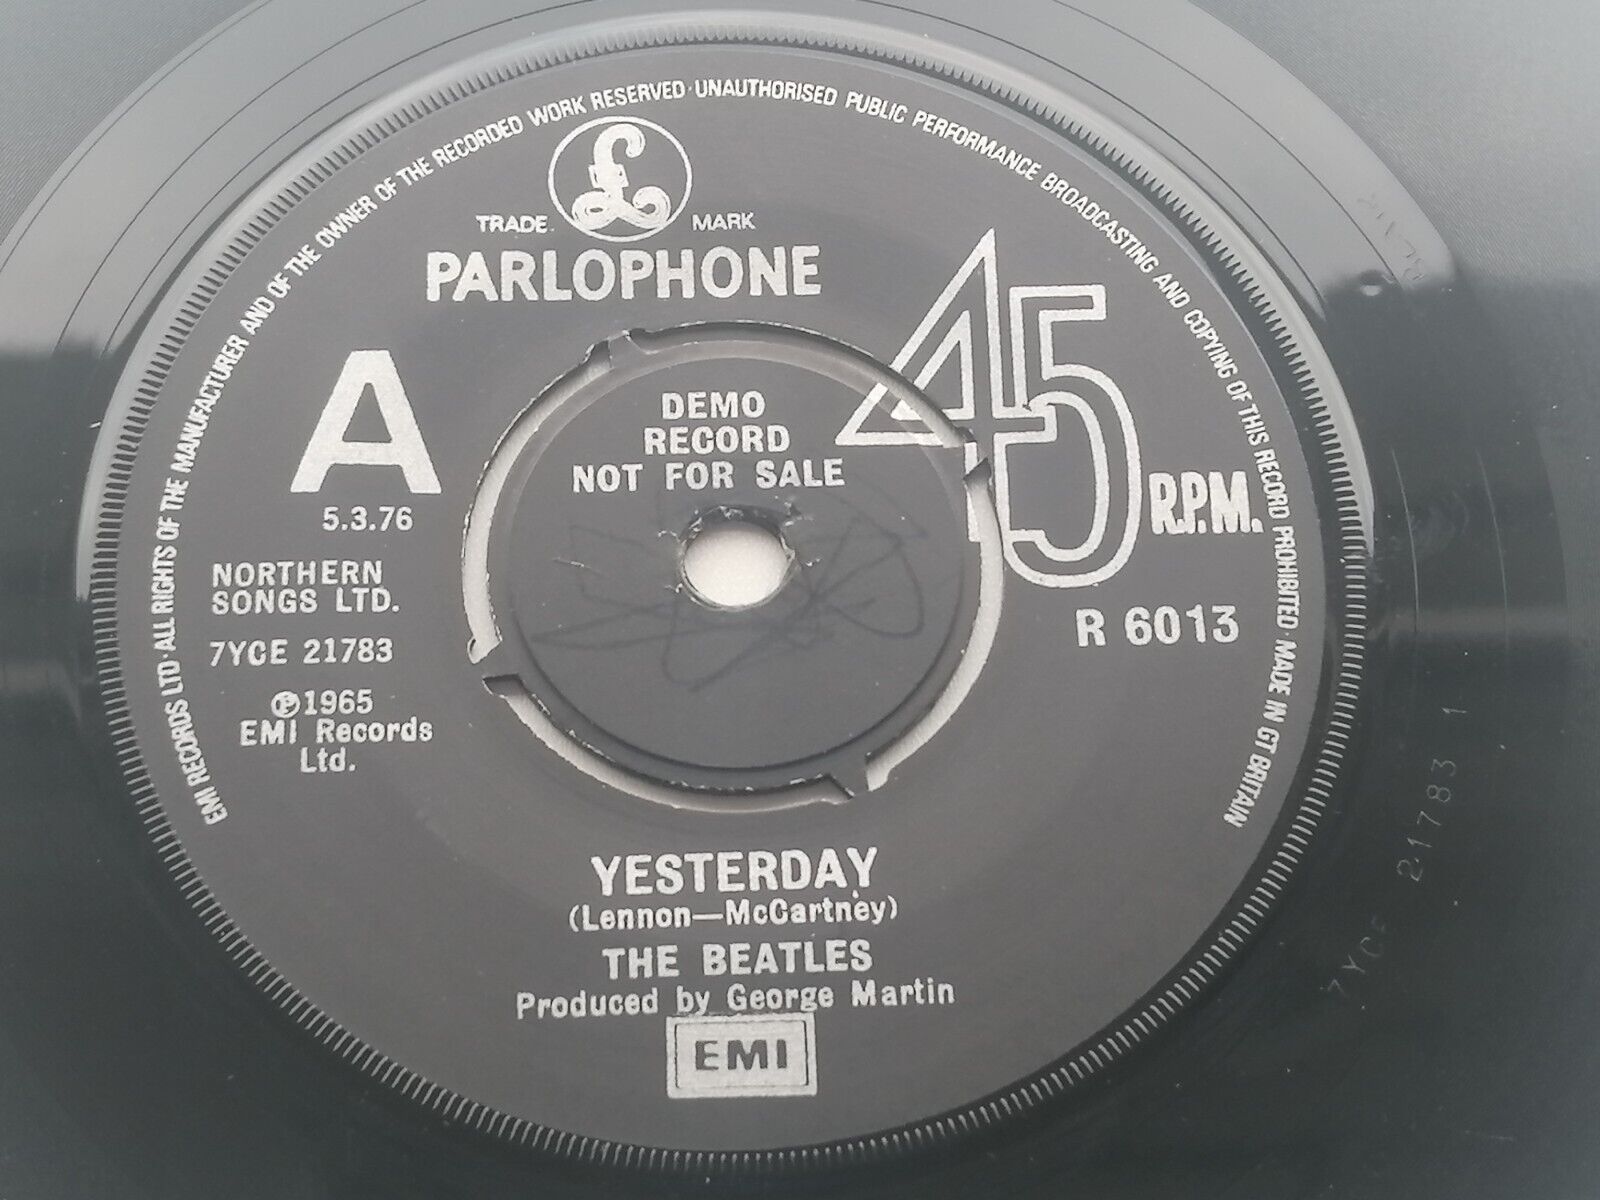 EMI RECORDS LTD · ALL RIGHTS OF THE MANUFACTURER AND OF THE OWNER OF THE RECORDED WORK RESERVED · UNAUTHORISED PUBLIC PERFORMANCE BROADCASTING AND COPYING OF THIS RECORD PROHIBITED · MADE IN GT BRITAIN
£
TRADE MARK
PARLOPHONE
45 R.P.M.
A
5.3.76
DEMO
RECORD
NOT FOR SALE
NORTHERN
SONGS LTD.
7YCE 21783
℗1965
EMI Records
Ltd.
R 6013
YESTERDAY
(Lennon—McCartney)
THE BEATLES
Produced by George Martin
EMI
7YCE 21783 1